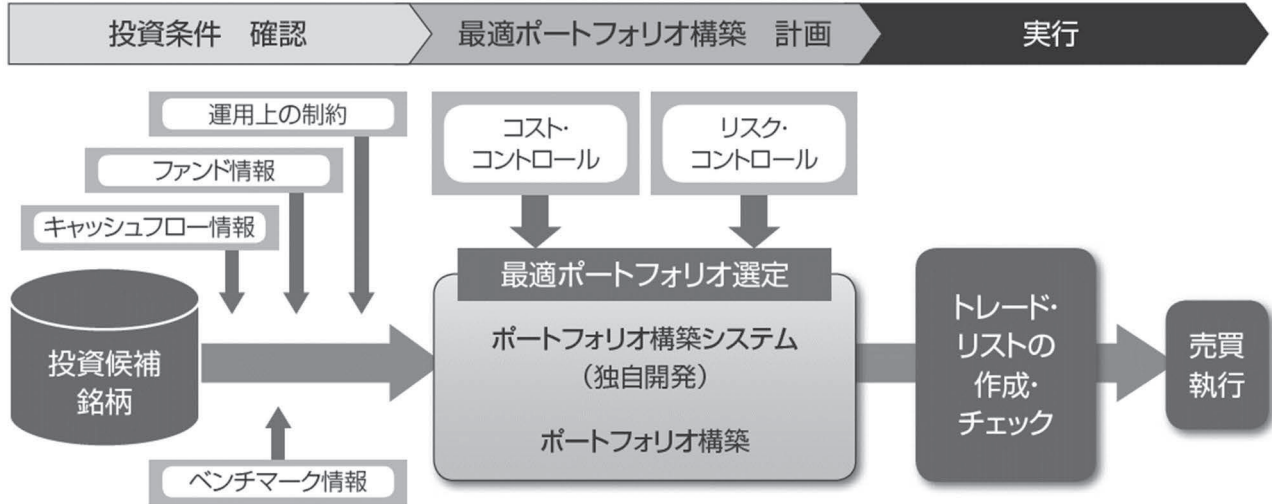 投資条件　確認
最適ポートフォリオ構築　計画
実行
運用上の制約
ファンド情報
キャッシュフロー情報
コスト・
コントロール
リスク・
コントロール
投資候補
銘柄
ベンチマーク情報
最適ポートフォリオ選定
ポートフォリオ構築システム
（独自開発）
ポートフォリオ構築
トレード・
リストの
作成・
チェック
売買
執行